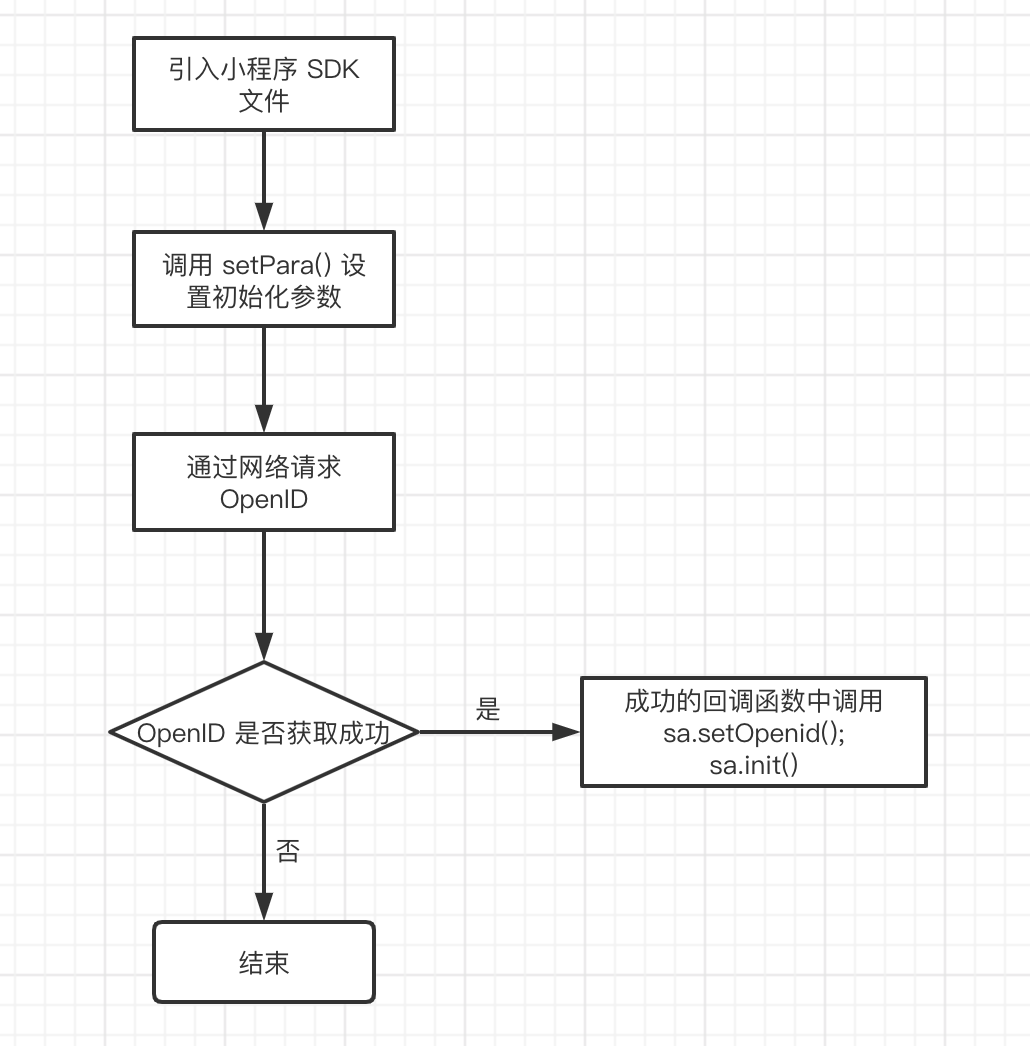 引入小程序 SDK
文件
调用 setPara() 设
置初始化参数
通过网络请求
OpenID
OpenID 是否获取成功
是
成功的回调函数中调用
sa.setOpenid();
sa.init()
否
结束